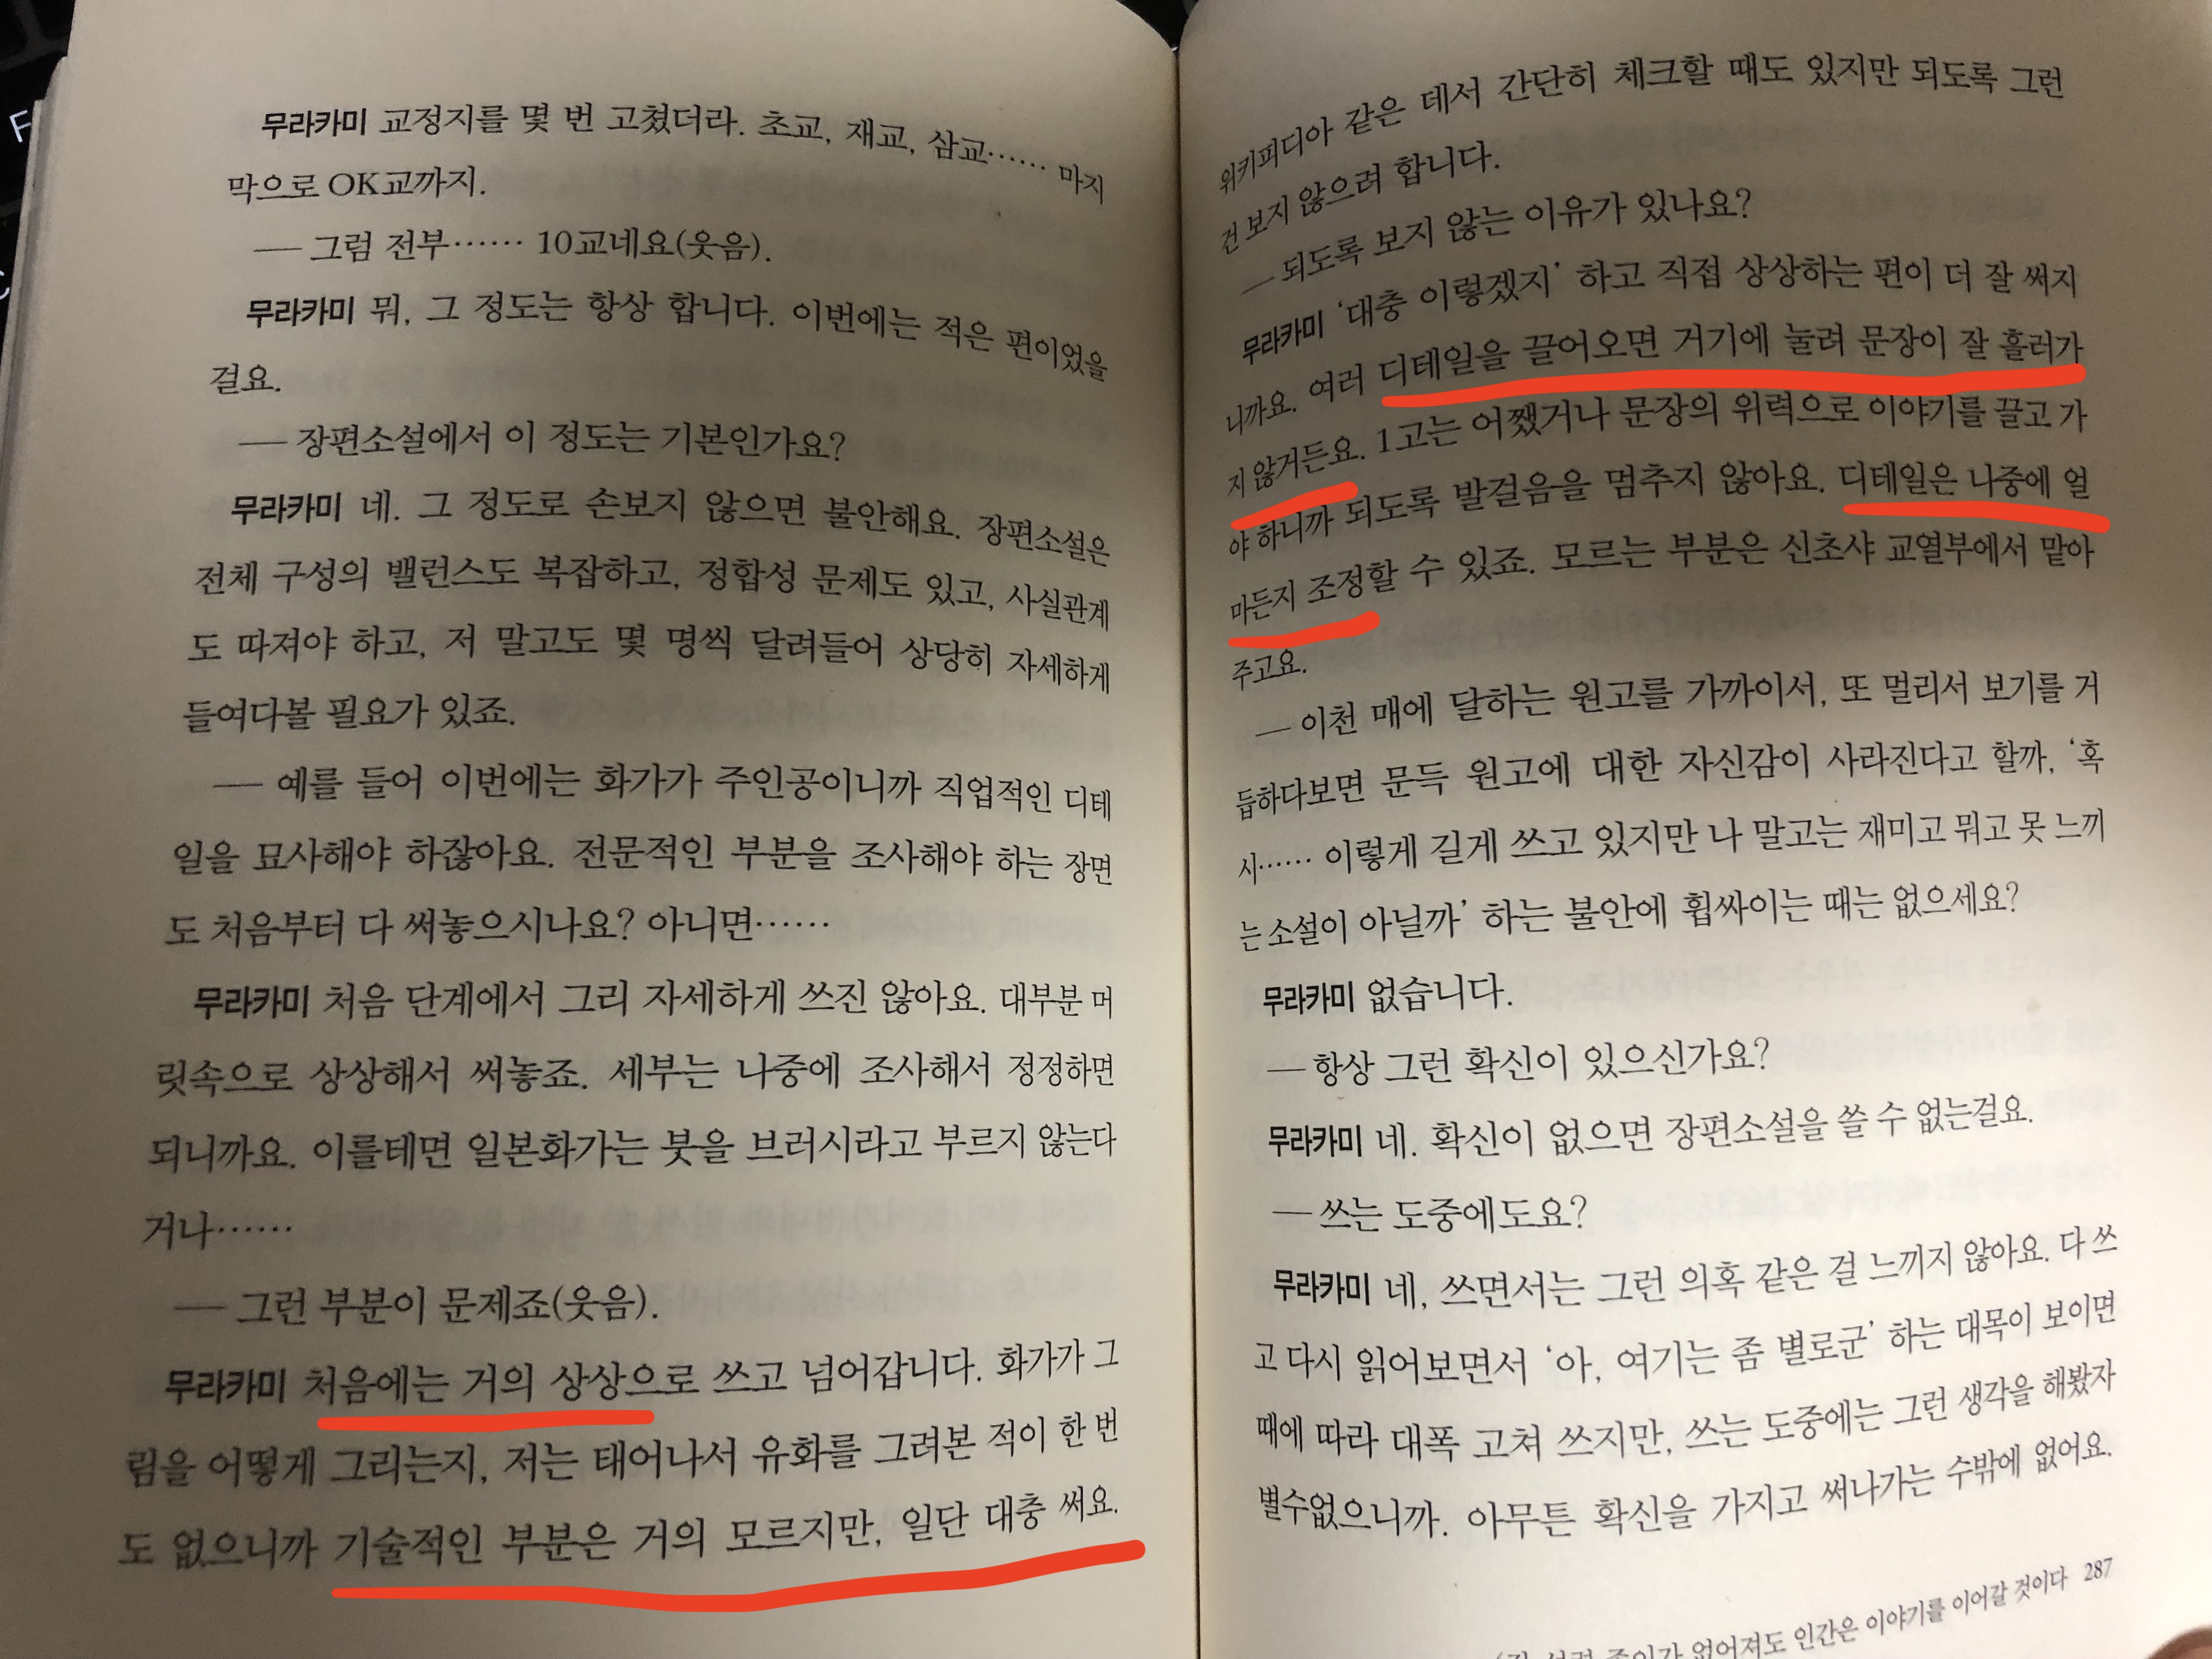 무라카미 교정지를 몇 번 고쳤더라. 초교, 재교, 삼교…… 마지
막으로 OK교까지.
— 그럼 전부…… 10교네요(웃음).
무라카미 뭐, 그 정도는 항상 합니다. 이번에는 적은 편이었을
걸요.
— 장편소설에서 이 정도는 기본인가요?
무라카미 네. 그 정도로 손보지 않으면 불안해요. 장편소설은
전체 구성의 밸런스도 복잡하고, 정합성 문제도 있고, 사실관계
도 따져야 하고, 저 말고도 몇 명씩 달려들어 상당히 자세하게
들여다볼 필요가 있죠.
— 예를 들어 이번에는 화가가 주인공이니까 직업적인 디테
일을 묘사해야 하잖아요. 전문적인 부분을 조사해야 하는 장면
도 처음부터 다 써놓으시나요? 아니면……
무라카미 처음 단계에서 그리 자세하게 쓰진 않아요. 대부분 머
릿속으로 상상해서 써놓죠. 세부는 나중에 조사해서 정정하면
되니까요. 이를테면 일본화가는 붓을 브러시라고 부르지 않는다
거나……
— 그런 부분이 문제죠(웃음).
무라카미 처음에는 거의 상상으로 쓰고 넘어갑니다. 화가가 그
림을 어떻게 그리는지, 저는 태어나서 유화를 그려본 적이 한 번
도 없으니까 기술적인 부분은 거의 모르지만, 일단 대충 써요.
위키피디아 같은 데서 간단히 체크할 때도 있지만 되도록 그런
건 보지 않으려 합니다.
— 되도록 보지 않는 이유가 있나요?
무라카미 ‘대충 이렇겠지’ 하고 직접 상상하는 편이 더 잘 써지
니까요. 여러 디테일을 끌어오면 거기에 눌려 문장이 잘 흘러가
지 않거든요. 1고는 어쨌거나 문장의 위력으로 이야기를 끌고 가
야 하니까 되도록 발걸음을 멈추지 않아요. 디테일은 나중에 얼
마든지 조정할 수 있죠. 모르는 부분은 신초샤 교열부에서 맡아
주고요.
— 이천 매에 달하는 원고를 가까이서, 또 멀리서 보기를 거
듭하다보면 문득 원고에 대한 자신감이 사라진다고 할까, ‘혹
시…… 이렇게 길게 쓰고 있지만 나 말고는 재미고 뭐고 못 느끼
는 소설이 아닐까’ 하는 불안에 휩싸이는 때는 없으세요?
무라카미 없습니다.
— 항상 그런 확신이 있으신가요?
무라카미 네. 확신이 없으면 장편소설을 쓸 수 없는걸요.
— 쓰는 도중에도요?
무라카미 네, 쓰면서는 그런 의혹 같은 걸 느끼지 않아요. 다 쓰
고 다시 읽어보면서 ‘아, 여기는 좀 별로군’ 하는 대목이 보이면
때에 따라 대폭 고쳐 쓰지만, 쓰는 도중에는 그런 생각을 해봤자
별수없으니까. 아무튼 확신을 가지고 써나가는 수밖에 없어요.
종이가 없어져도 인간은 이야기를 이어갈 것이다 287